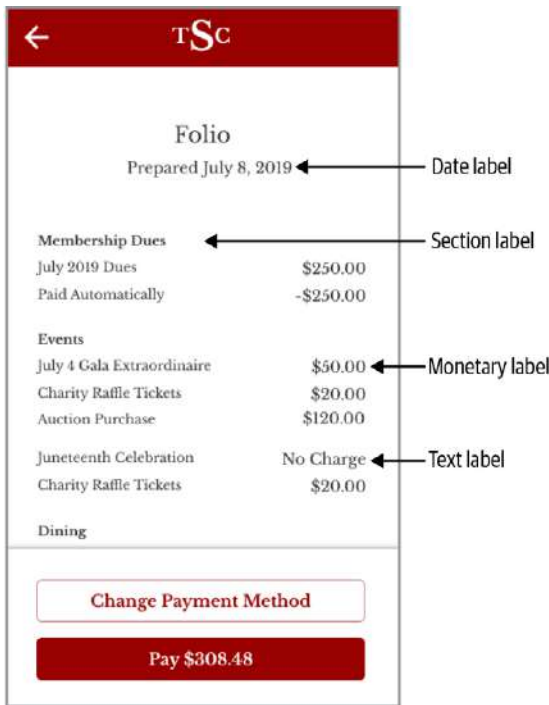 TSC
Folio
Prepared July 8, 2019
Date label
Membership Dues
Section label
July 2019 Dues $250.00
Paid Automatically -$250.00
Events
July 4 Gala Extraordinaire $50.00
Monetary label
Charity Raffle Tickets $20.00
Auction Purchase $120.00
Juneteenth Celebration No Charge
Text label
Charity Raffle Tickets $20.00
Dining
Change Payment Method
Pay $308.48